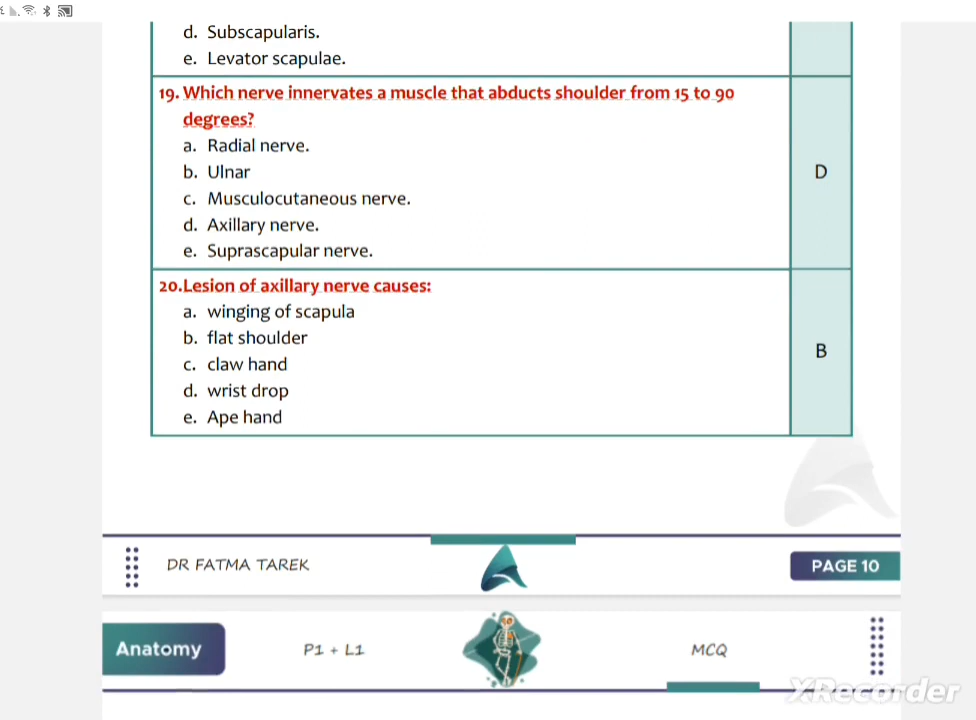 d. Subscapularis.
e. Levator scapulae.
19. Which nerve innervates a muscle that abducts shoulder from 15 to 90
degrees?
a. Radial nerve.
b. Ulnar
c. Musculocutaneous nerve.
d. Axillary nerve.
e. Suprascapular nerve.
D
20.Lesion of axillary nerve causes:
a. winging of scapula
b. flat shoulder
c. claw hand
d. wrist drop
e. Ape hand
B
DR FATMA TAREK
PAGE 10
Anatomy
P1 + L1
MCQ
XRecorder